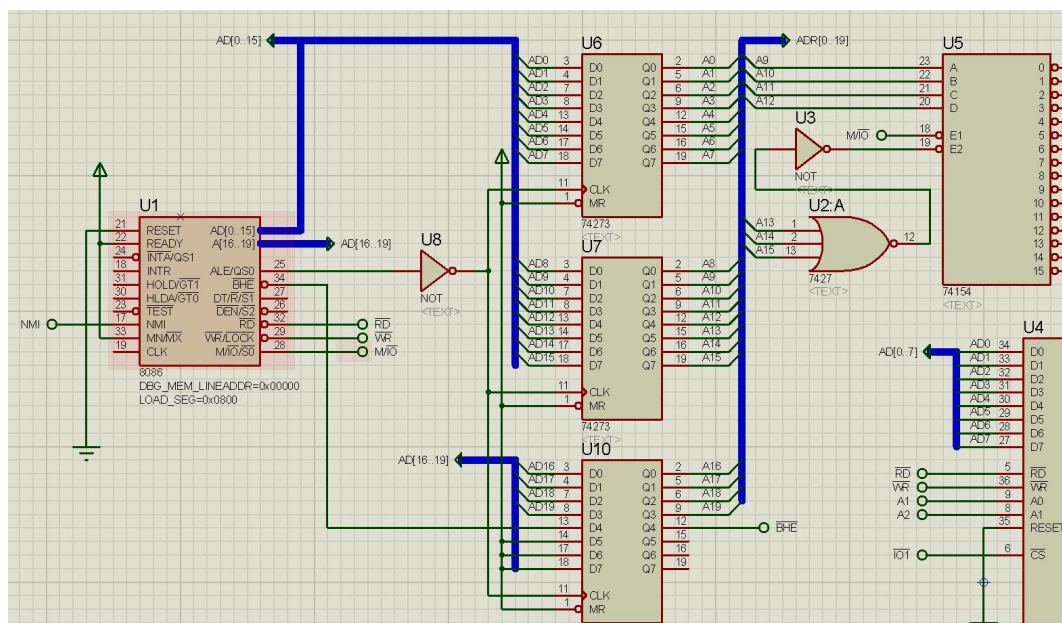 AD[0..15]
ADR[0..19]
U1
21 RESET
22 READY
24 INTA/QS1
18 INTR
31 HOLD/GT1
30 HLDA/GT0
23 TEST
17 NMI
33 MN/MX
19 CLK
AD[0..15]
A[16..19]
ALE/QS0 25
BHE 34
DT/R/S1 27
DEN/S2 26
RD 32
WR/LOCK 29
M/IO/S0 28
8086
DBG_MEM_LINEADDR=0x00000
LOAD_SEG=0x0800
NMI
AD[16..19]
RD
WR
M/IO
U8
NOT
<TEXT>
U6
AD0 3 D0 Q0 2 A0
AD1 4 D1 Q1 5 A1
AD2 7 D2 Q2 6 A2
AD3 8 D3 Q3 9 A3
AD4 13 D4 Q4 12 A4
AD5 14 D5 Q5 15 A5
AD6 17 D6 Q6 16 A6
AD7 18 D7 Q7 19 A7
11 CLK
1 MR
74273
<TEXT>
U7
AD8 3 D0 Q0 2 A8
AD9 4 D1 Q1 5 A9
AD10 7 D2 Q2 6 A10
AD11 8 D3 Q3 9 A11
AD12 13 D4 Q4 12 A12
AD13 14 D5 Q5 15 A13
AD14 17 D6 Q6 16 A14
AD15 18 D7 Q7 19 A15
11 CLK
1 MR
74273
<TEXT>
U10
AD[16..19]
AD16 3 D0 Q0 2 A16
AD17 4 D1 Q1 5 A17
AD18 7 D2 Q2 6 A18
AD19 8 D3 Q3 9 A19
13 D4 Q4 12
14 D5 Q5 15
17 D6 Q6 16
18 D7 Q7 19
11 CLK
1 MR
BHE
U5
A9 23 A 0
A10 22 B 1
A11 21 C 2
A12 20 D 3
4
M/IO 18 E1 5
19 E2 6
7
8
9
10
11
12
13
14
15
74154
<TEXT>
U3
NOT
<TEXT>
U2:A
A13 1
A14 2
A15 13
12
7427
<TEXT>
U4
AD[0..7]
AD0 34 D0
AD1 33 D1
AD2 32 D2
AD3 31 D3
AD4 30 D4
AD5 29 D5
AD6 28 D6
AD7 27 D7
RD 5 RD
WR 36 WR
A1 9 A0
A2 8 A1
35 RESET
IO1 6 CS